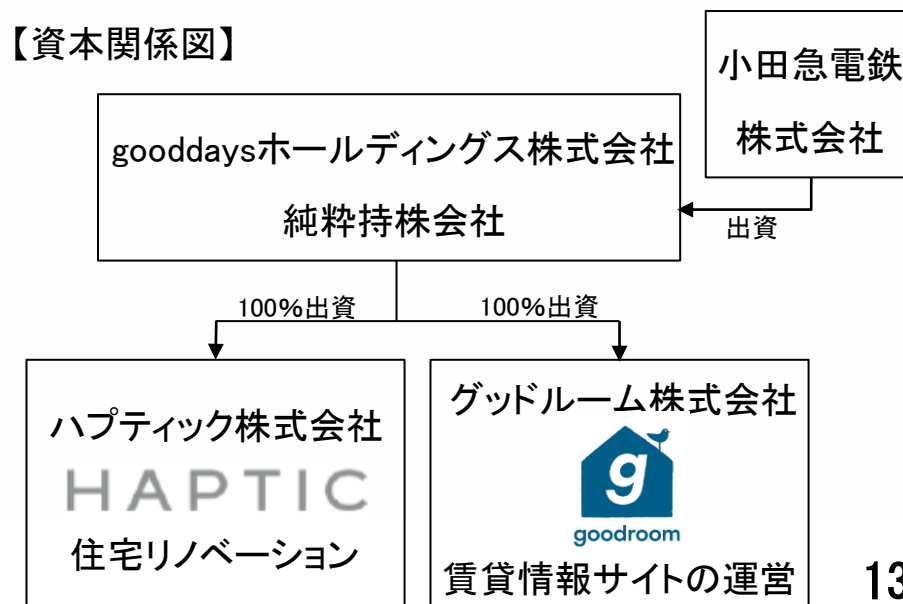 【資本関係図】
小田急電鉄
株式会社
gooddaysホールディングス株式会社
純粋持株会社
出資
100%出資
100%出資
ハプティック株式会社
HAPTIC
住宅リノベーション
グッドルーム株式会社
g
goodroom
賃貸情報サイトの運営
13